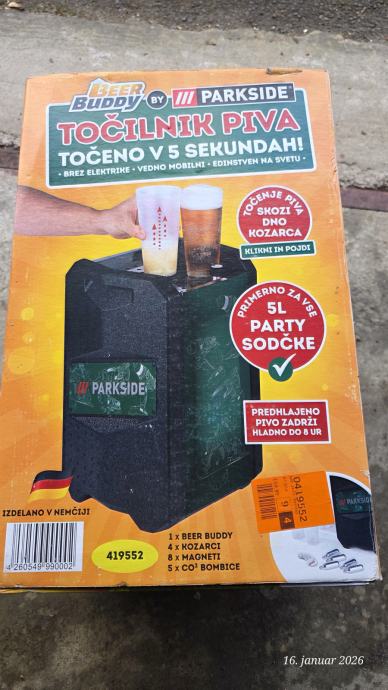 BEER
BUDDY BY PARKSIDE®
TOČILNIK PIVA
TOČENO V 5 SEKUNDAH!
• BREZ ELEKTRIKE • VEDNO MOBILNI • EDINSTVEN NA SVETU •
TOČENJE PIVA
SKOZI
DNO
KOZARCA
KLIKNI IN POJDI
PRIMERNO ZA VSE
5L
PARTY
SODČKE
PARKSIDE
PREDHLAJENO
PIVO ZADRŽI
HLADNO DO 8 UR
IZDELANO V NEMČIJI
4 260549 990002
419552
1 x BEER BUDDY
4 x KOZARCI
8 x MAGNETI
5 x CO² BOMBICE
0419552
9 4
PARKSIDE
16. januar 2026